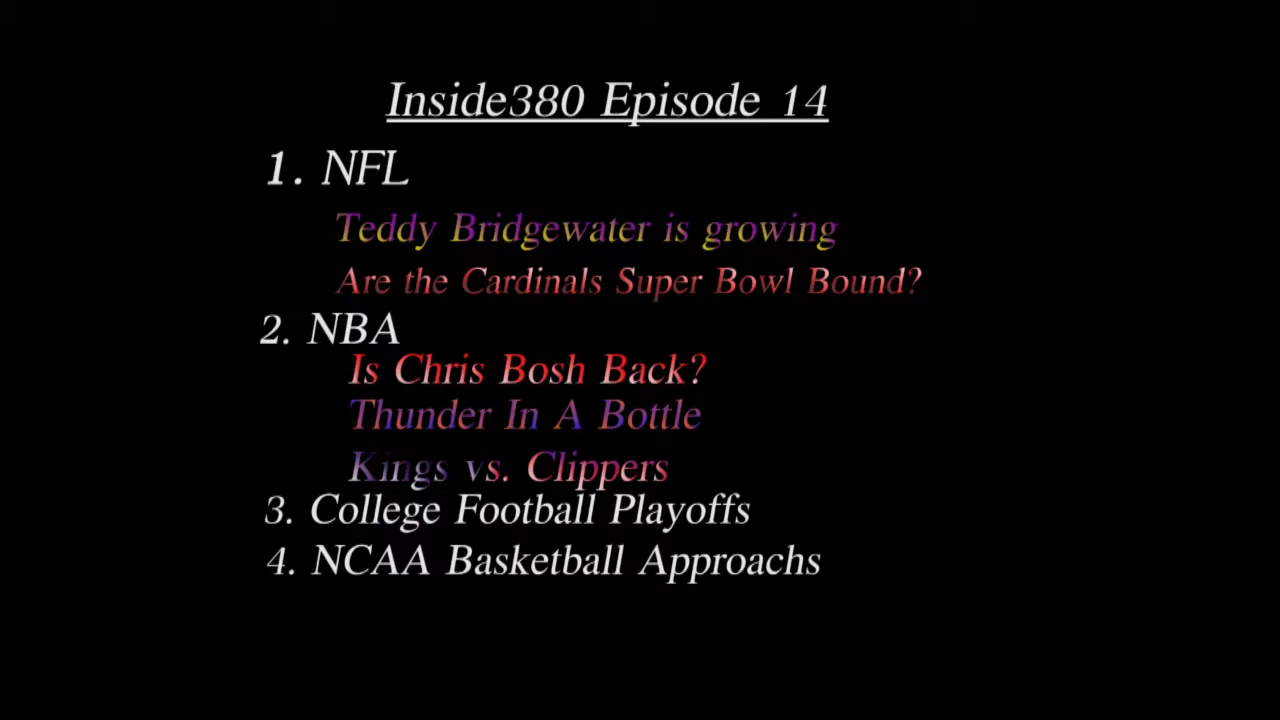 Inside380 Episode 14
1. NFL
Teddy Bridgewater is growing
Are the Cardinals Super Bowl Bound?
2. NBA
Is Chris Bosh Back?
Thunder In A Bottle
Kings vs. Clippers
3. College Football Playoffs
4. NCAA Basketball Approachs